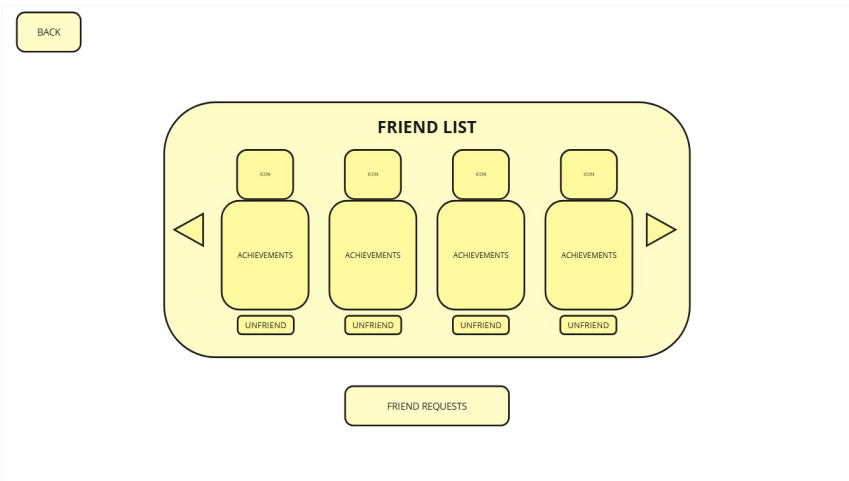 BACK
FRIEND LIST
ICON
ICON
ICON
ICON
ACHIEVEMENTS
ACHIEVEMENTS
ACHIEVEMENTS
ACHIEVEMENTS
UNFRIEND
UNFRIEND
UNFRIEND
UNFRIEND
FRIEND REQUESTS